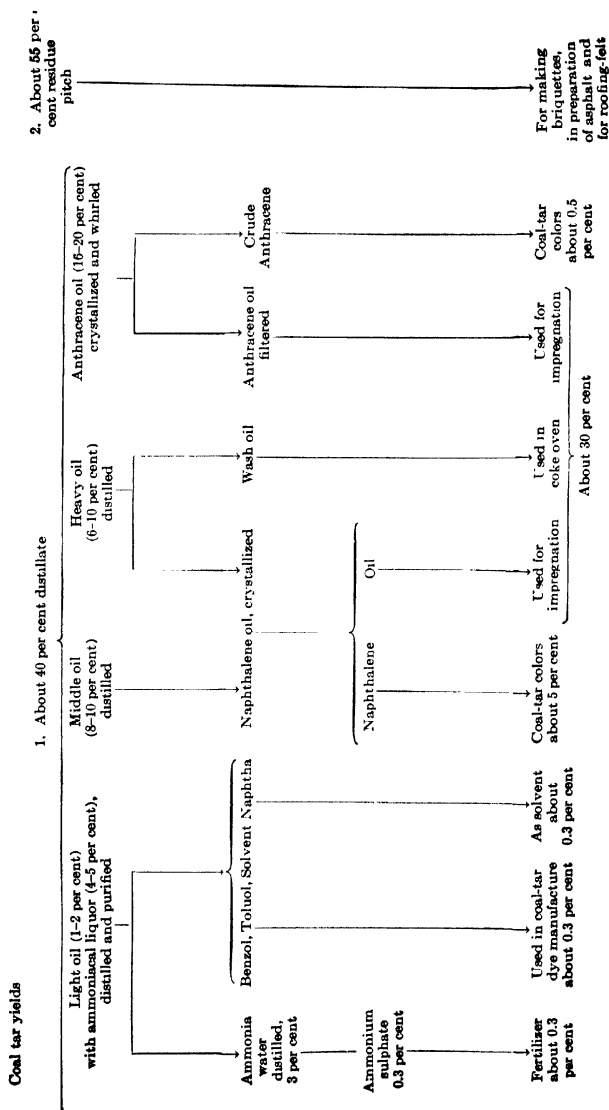 Coal tar yields
1. About 40 per cent distillate
2. About 55 per
cent residue
pitch
Light oil (1–2 per cent)
with ammoniacal liquor (4–5 per cent),
distilled and purified
Middle oil
(8–10 per cent)
distilled
Heavy oil
(6–10 per cent)
distilled
Anthracene oil (16–20 per cent)
crystallized and whirled
Ammonia
water
distilled,
3 per cent
Benzol, Toluol, Solvent Naphtha
Naphthalene oil, crystallized
Wash oil
Anthracene oil
filtered
Crude
Anthracene
Ammonium
sulphate
0.3 per cent
Naphthalene
Oil
Fertilizer
about 0.3
per cent
Used in coal-tar
dye manufacture
about 0.3 per cent
As solvent
about
0.3 per cent
Coal-tar colors
about 5 per cent
Used for
impregnation
Used in
coke oven
Used for
impregnation
Coal-tar
colors
about 0.5
per cent
For making
briquettes,
in preparation
of asphalt and
for roofing-felt
About 30 per cent